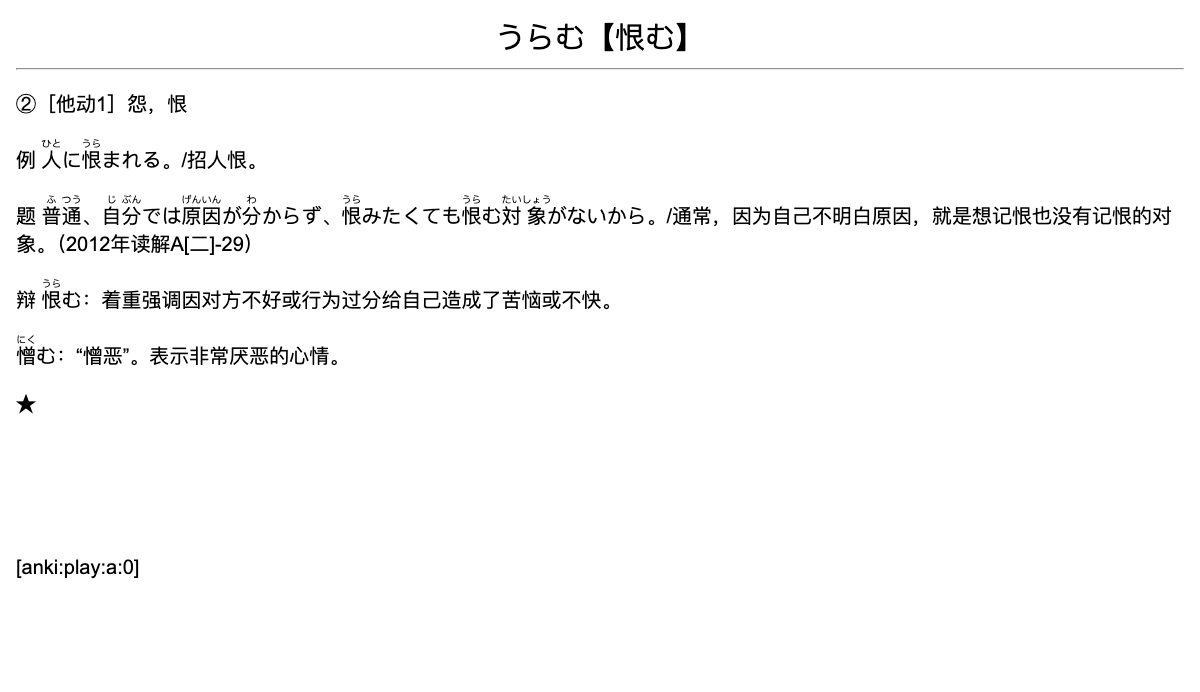 うらむ【恨む】
②［他动1］怨，恨
ひと うら
例 人に恨まれる。/招人恨。
ふ つう じ ぶん げんいん わ うら うら たいしょう
题 普通、自分では原因が分からず、恨みたくても恨む対象がないから。/通常，因为自己不明白原因，就是想记恨也没有记恨的对
象。（2012年读解A[二]-29）
うら
辩 恨む：着重强调因对方不好或行为过分给自己造成了苦恼或不快。
にく
憎む：“憎恶”。表示非常厌恶的心情。
★
[anki:play:a:0]